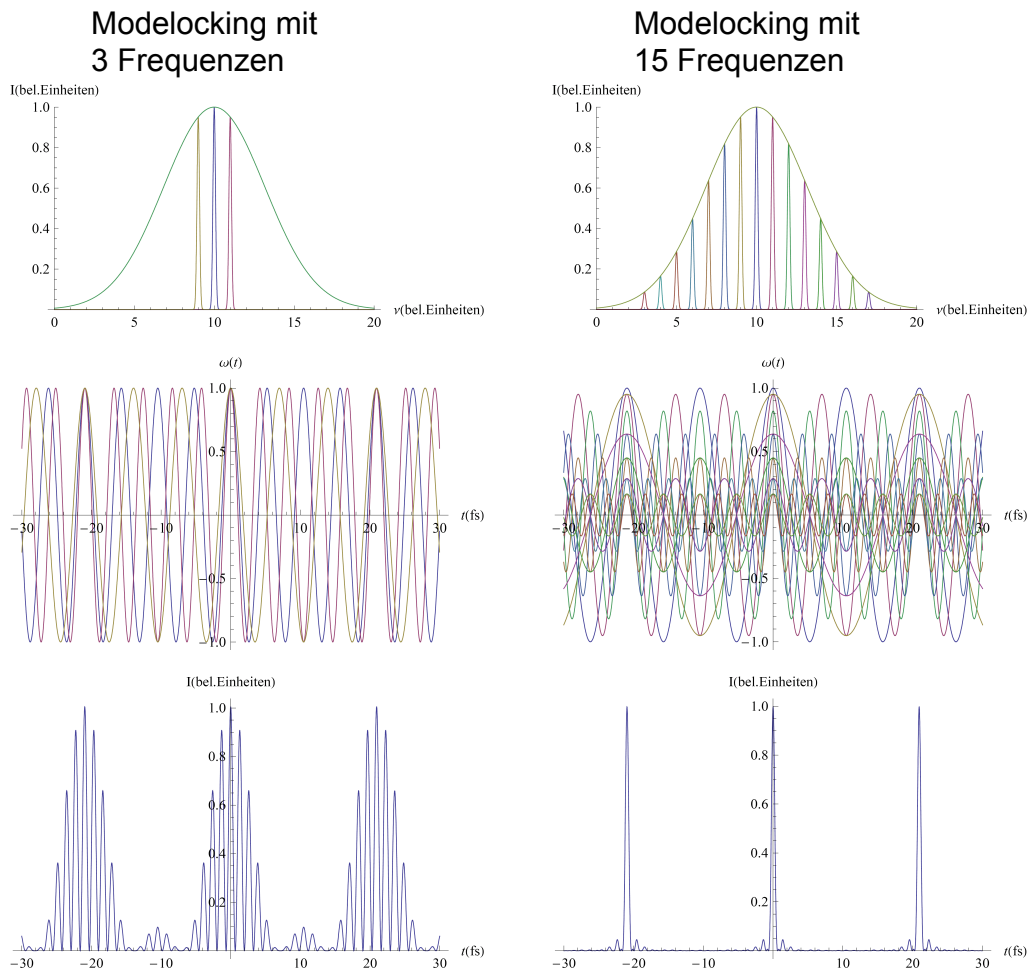 Modelocking mit
3 Frequenzen
I(bel.Einheiten)
1.0
0.8
0.6
0.4
0.2
0 5 10 15 20
ν(bel.Einheiten)
ω(t)
1.0
0.5
−0.5
−1.0
−30 −20 −10 10 20 30
t(fs)
I(bel.Einheiten)
1.0
0.8
0.6
0.4
0.2
−30 −20 −10 0 10 20 30
t(fs)
Modelocking mit
15 Frequenzen
I(bel.Einheiten)
1.0
0.8
0.6
0.4
0.2
0 5 10 15 20
ν(bel.Einheiten)
ω(t)
1.0
0.5
−0.5
−1.0
−30 −20 −10 10 20 30
t(fs)
I(bel.Einheiten)
1.0
0.8
0.6
0.4
0.2
−30 −20 −10 0 10 20 30
t(fs)